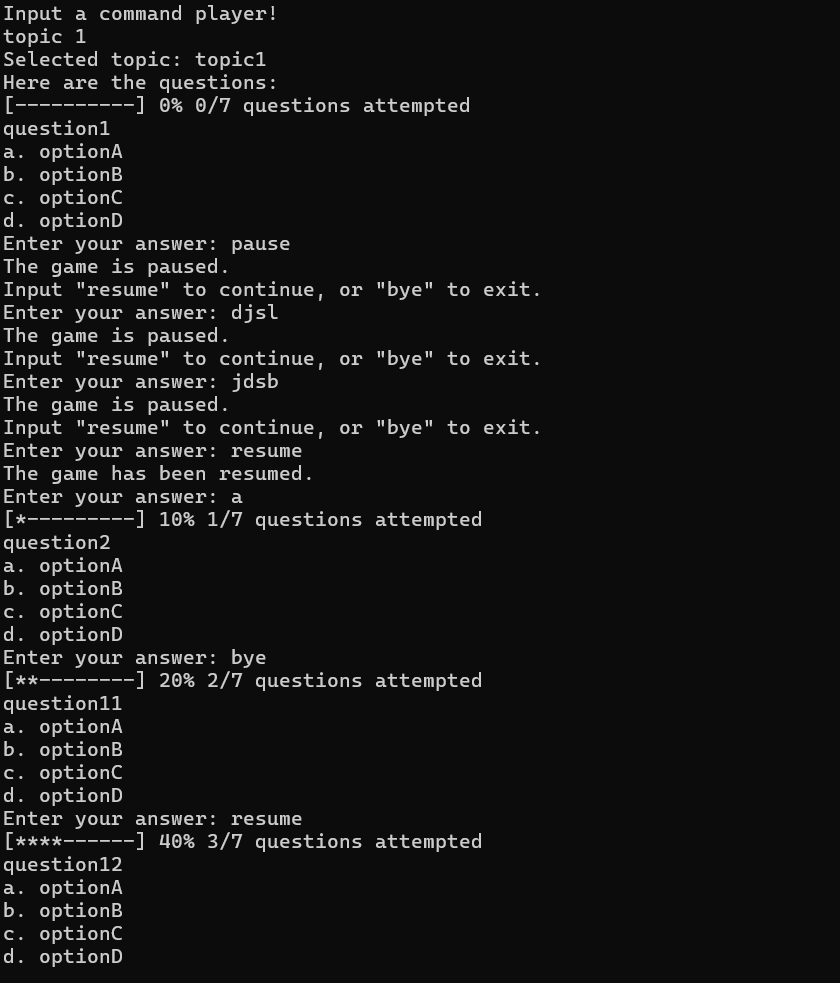 Input a command player!
topic 1
Selected topic: topic1
Here are the questions:
[----------] 0% 0/7 questions attempted
question1
a. optionA
b. optionB
c. optionC
d. optionD
Enter your answer: pause
The game is paused.
Input "resume" to continue, or "bye" to exit.
Enter your answer: djsl
The game is paused.
Input "resume" to continue, or "bye" to exit.
Enter your answer: jdsb
The game is paused.
Input "resume" to continue, or "bye" to exit.
Enter your answer: resume
The game has been resumed.
Enter your answer: a
[*---------] 10% 1/7 questions attempted
question2
a. optionA
b. optionB
c. optionC
d. optionD
Enter your answer: bye
[**--------] 20% 2/7 questions attempted
question11
a. optionA
b. optionB
c. optionC
d. optionD
Enter your answer: resume
[****------] 40% 3/7 questions attempted
question12
a. optionA
b. optionB
c. optionC
d. optionD